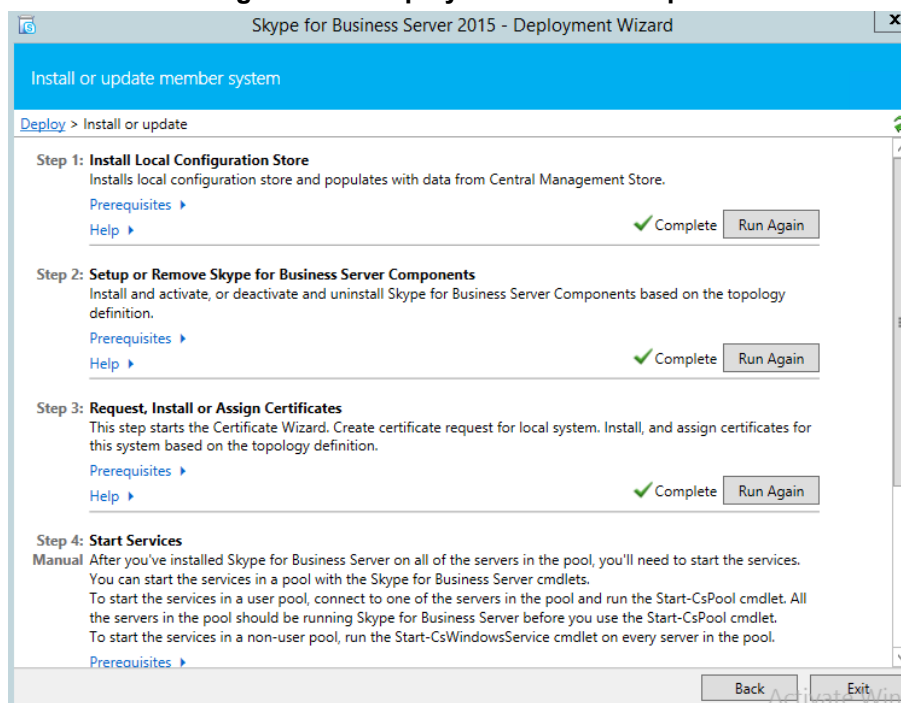 Skype for Business Server 2015 - Deployment Wizard
x
Install or update member system
Deploy > Install or update
Step 1: Install Local Configuration Store
Installs local configuration store and populates with data from Central Management Store.
Prerequisites
Help
Complete Run Again
Step 2: Setup or Remove Skype for Business Server Components
Install and activate, or deactivate and uninstall Skype for Business Server Components based on the topology
definition.
Prerequisites
Help
Complete Run Again
Step 3: Request, Install or Assign Certificates
This step starts the Certificate Wizard. Create certificate request for local system. Install, and assign certificates for
this system based on the topology definition.
Prerequisites
Help
Complete Run Again
Step 4: Start Services
Manual After you've installed Skype for Business Server on all of the servers in the pool, you'll need to start the services.
You can start the services in a pool with the Skype for Business Server cmdlets.
To start the services in a user pool, connect to one of the servers in the pool and run the Start-CsPool cmdlet. All
the servers in the pool should be running Skype for Business Server before you use the Start-CsPool cmdlet.
To start the services in a non-user pool, run the Start-CsWindowsService cmdlet on every server in the pool.
Prerequisites
Back Exit